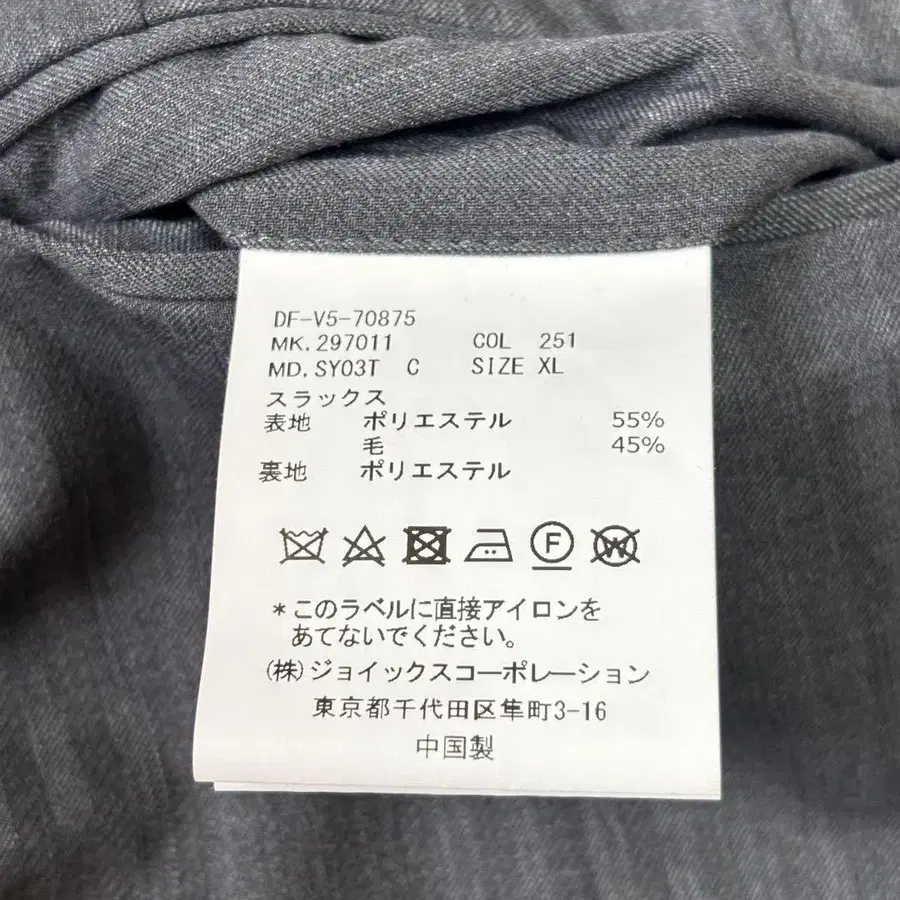 DF-V5-70875
MK. 297011 COL 251
MD. SY03T C SIZE XL
スラックス
表地 ポリエステル 55%
毛 45%
裏地 ポリエステル
F W
*このラベルに直接アイロンを
あてないでください。
(株)ジョイックスコーポレーション
東京都千代田区隼町3-16
中国製